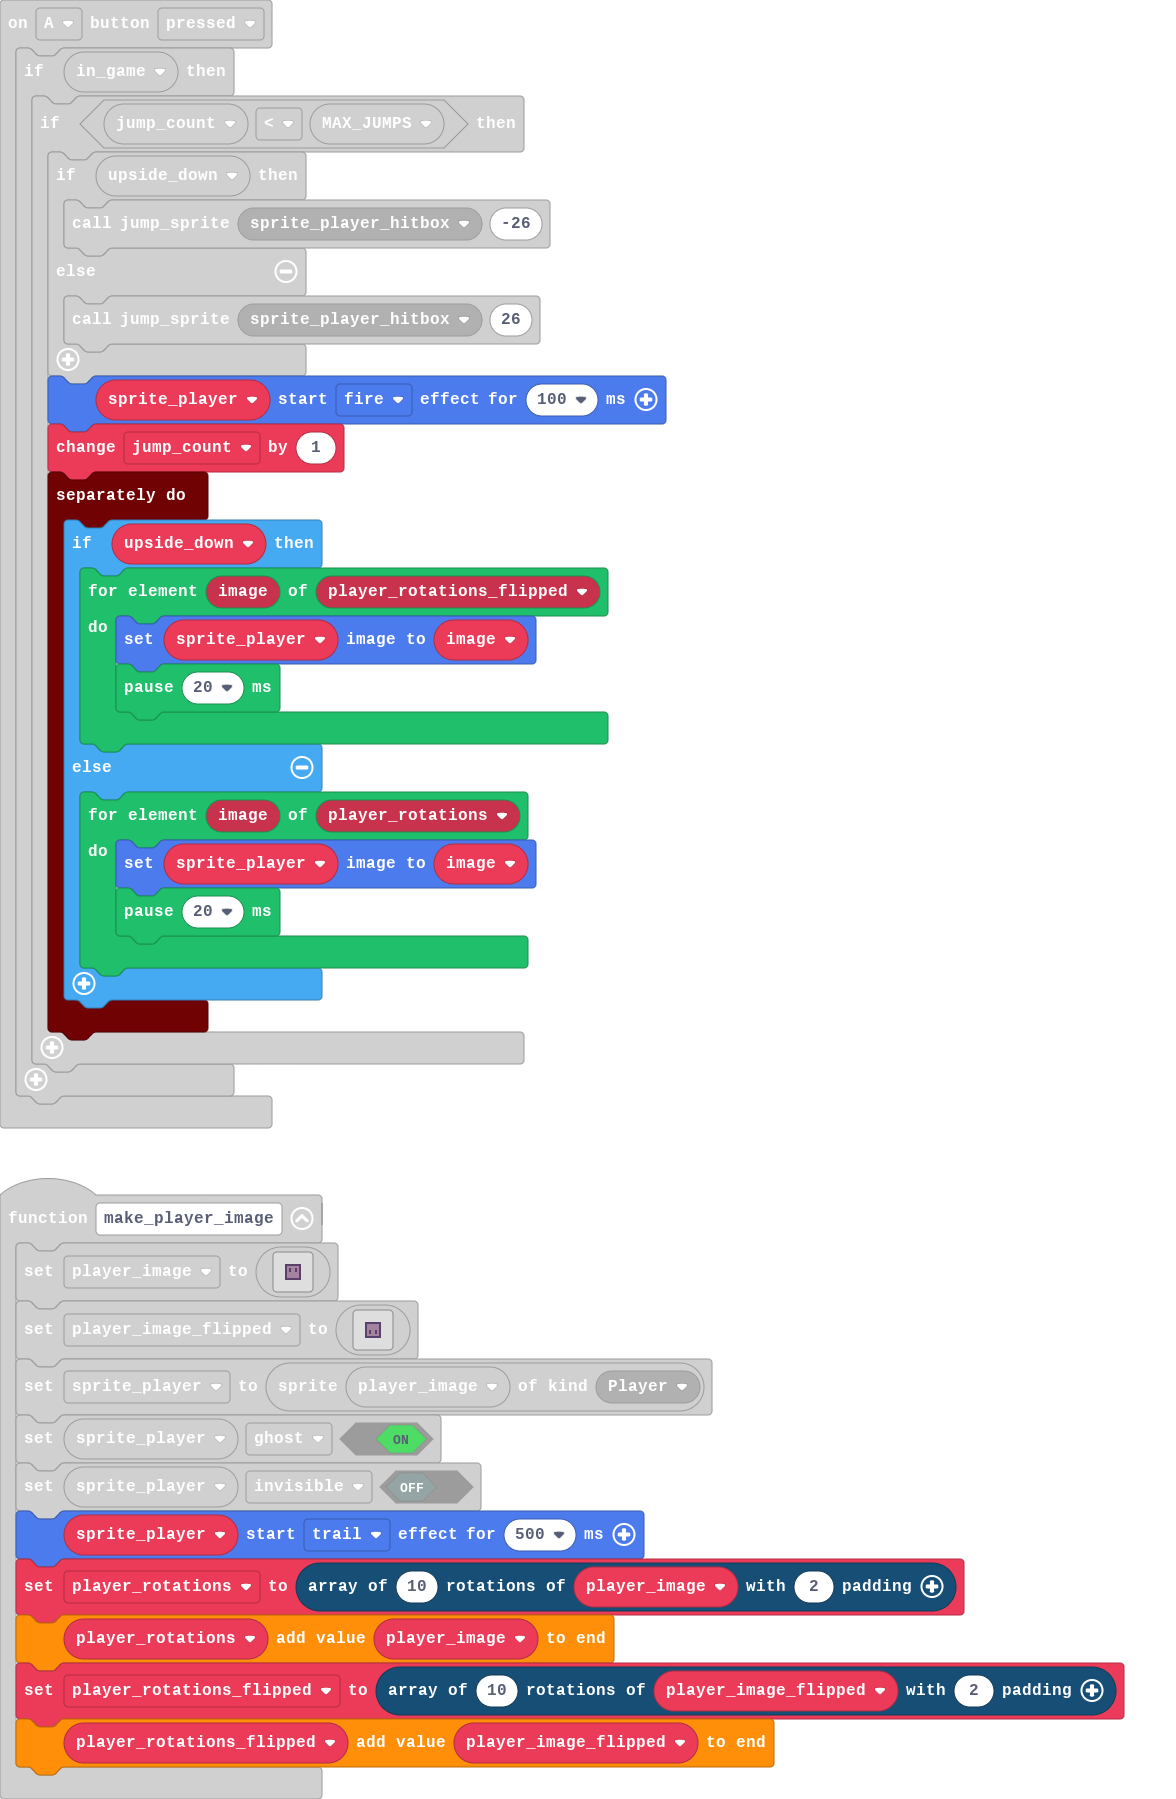 on A button pressed
if in_game then
if jump_count < MAX_JUMPS then
if upside_down then
call jump_sprite sprite_player_hitbox -26
else
call jump_sprite sprite_player_hitbox 26
sprite_player start fire effect for 100 ms
change jump_count by 1
separately do
if upside_down then
for element image of player_rotations_flipped
do
set sprite_player image to image
pause 20 ms
else
for element image of player_rotations
do
set sprite_player image to image
pause 20 ms
function make_player_image
set player_image to
set player_image_flipped to
set sprite_player to sprite player_image of kind Player
set sprite_player ghost ON
set sprite_player invisible OFF
sprite_player start trail effect for 500 ms
set player_rotations to array of 10 rotations of player_image with 2 padding
player_rotations add value player_image to end
set player_rotations_flipped to array of 10 rotations of player_image_flipped with 2 padding
player_rotations_flipped add value player_image_flipped to end